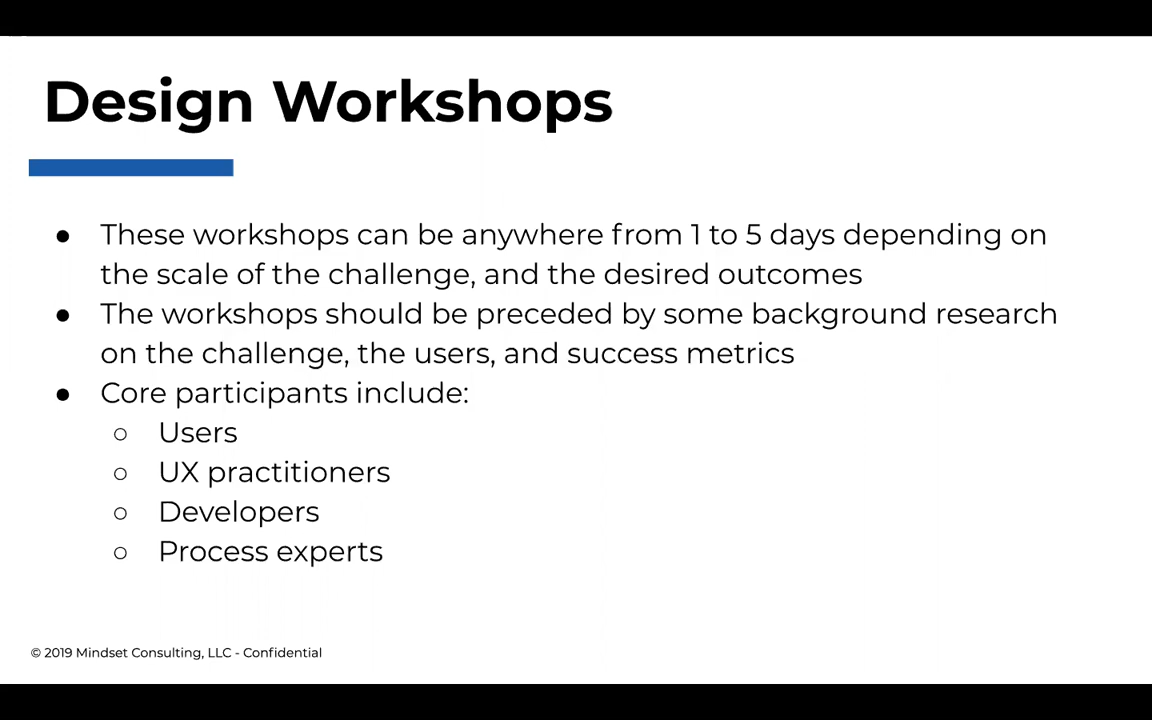 Design Workshops
● These workshops can be anywhere from 1 to 5 days depending on
the scale of the challenge, and the desired outcomes
● The workshops should be preceded by some background research
on the challenge, the users, and success metrics
● Core participants include:
○ Users
○ UX practitioners
○ Developers
○ Process experts
© 2019 Mindset Consulting, LLC - Confidential